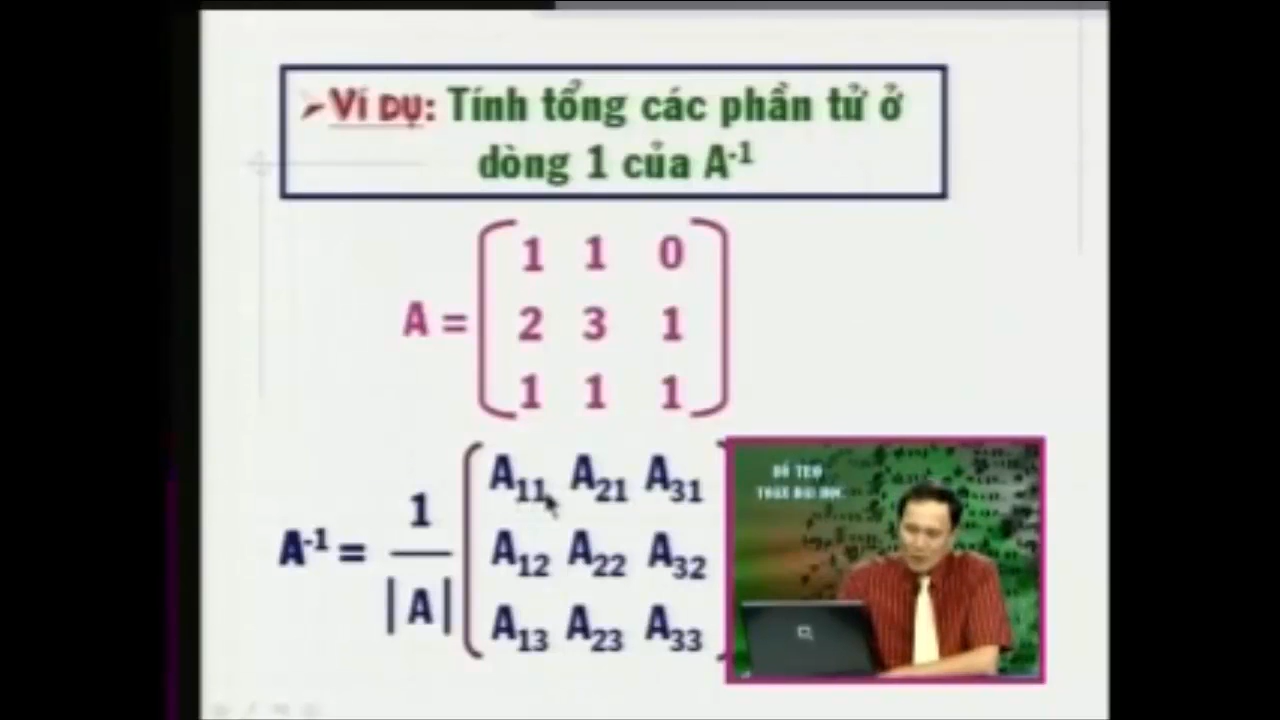 ➢Ví Dụ: Tính tổng các phần tử ở
dòng 1 của A⁻¹
A = ( 1 1 0
2 3 1
1 1 1 )
A⁻¹ = 1 / |A| ( A₁₁ A₂₁ A₃₁
A₁₂ A₂₂ A₃₂
A₁₃ A₂₃ A₃₃